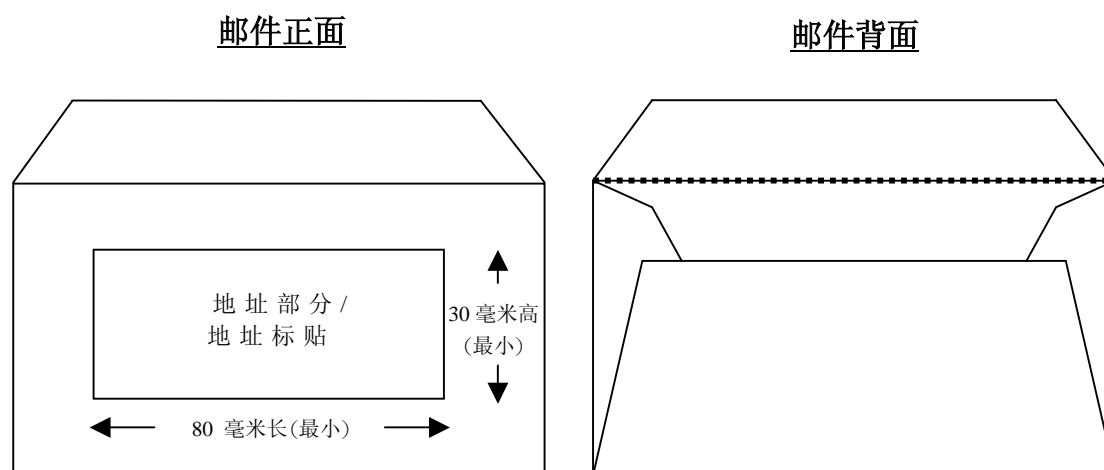 邮件正面
邮件背面
地址部分/
地址标贴
30 毫米高
(最小)
80 毫米长(最小)